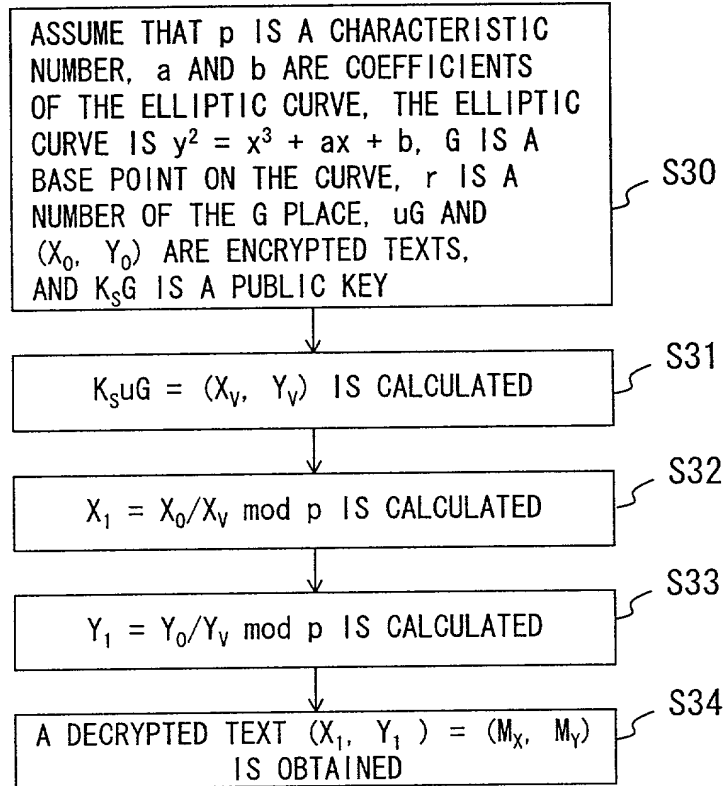 ASSUME THAT p IS A CHARACTERISTIC
NUMBER, a AND b ARE COEFFICIENTS
OF THE ELLIPTIC CURVE, THE ELLIPTIC
CURVE IS y² = x³ + ax + b, G IS A
BASE POINT ON THE CURVE, r IS A
NUMBER OF THE G PLACE, uG AND
(X₀, Y₀) ARE ENCRYPTED TEXTS,
AND KₛG IS A PUBLIC KEY
S30
KₛuG = (Xᵥ, Yᵥ) IS CALCULATED
S31
X₁ = X₀/Xᵥ mod p IS CALCULATED
S32
Y₁ = Y₀/Yᵥ mod p IS CALCULATED
S33
A DECRYPTED TEXT (X₁, Y₁ ) = (Mₓ, Mᵧ)
IS OBTAINED
S34